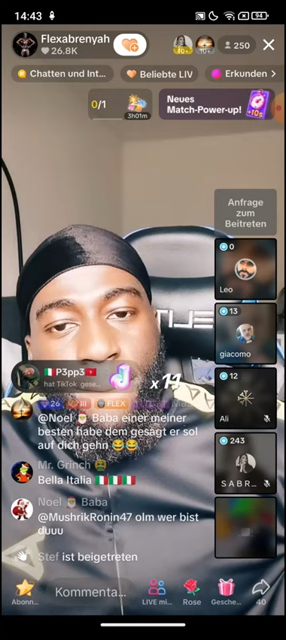 14:43
94
Flexabrenyah
26.8K
250
Chatten und Int...
Beliebte LIV
Erkunden
0/1
3h01m
Neues
Match-Power-up!
Anfrage
zum
Beitreten
0
Leo
13
giacomo
12
Ali
243
S A B R...
P3pp3
hat TikTok gese...
x14
26
FLEX
@Noel Baba einer meiner
besten habe dem gesagt er sol
auf dich gehn
Mr. Grinch
Bella Italia
Noel Baba
@MushrikRonin47 olm wer bist
duuu
Stef ist beigetreten
Abonn...
Kommenta...
LIVE mi...
Rose
Gesche...
40